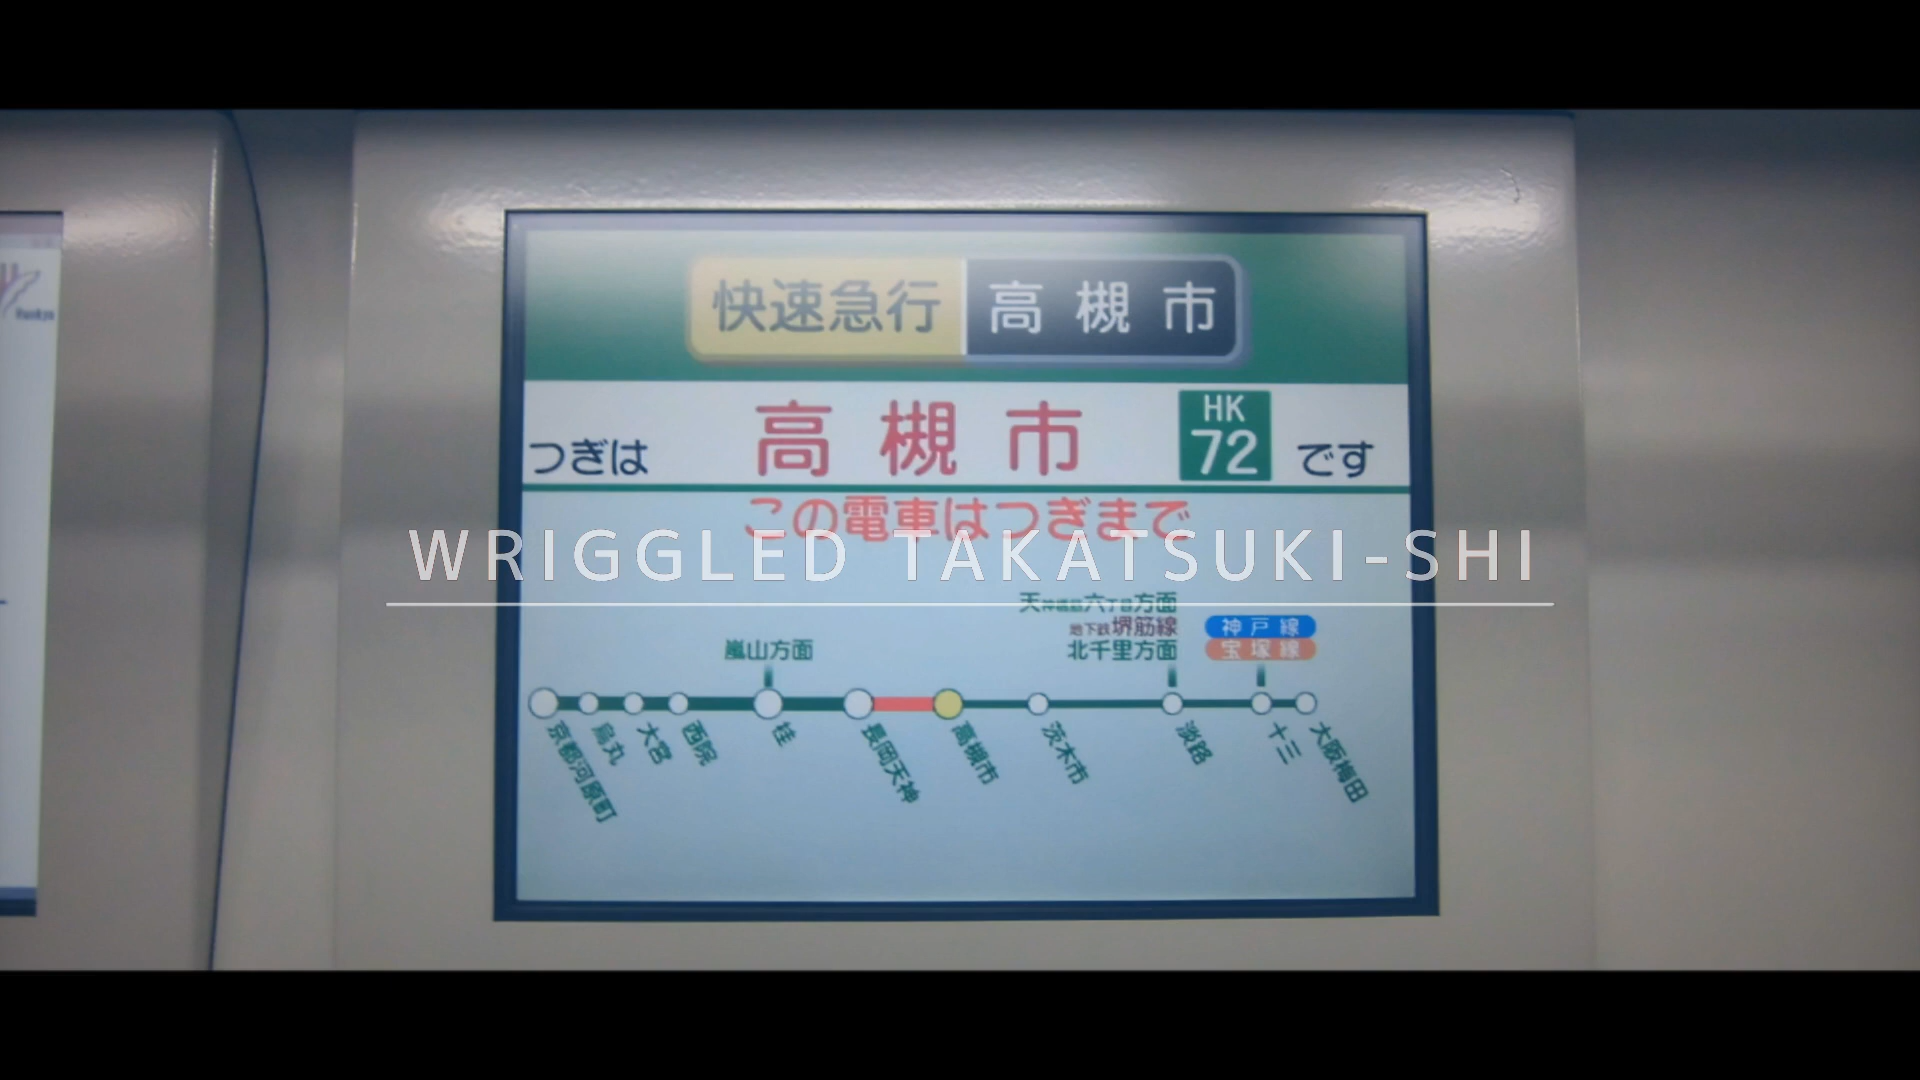 快速急行 高槻市
つぎは 高槻市 HK 72 です
この電車はつぎまで
WRIGGLED TAKATSUKI-SHI
天神橋筋六丁目方面
地下鉄堺筋線
北千里方面
神戸線
宝塚線
嵐山方面
京都河原町
烏丸
大宮
西院
桂
長岡天神
高槻市
茨木市
淡路
十三
大阪梅田
Hankyu